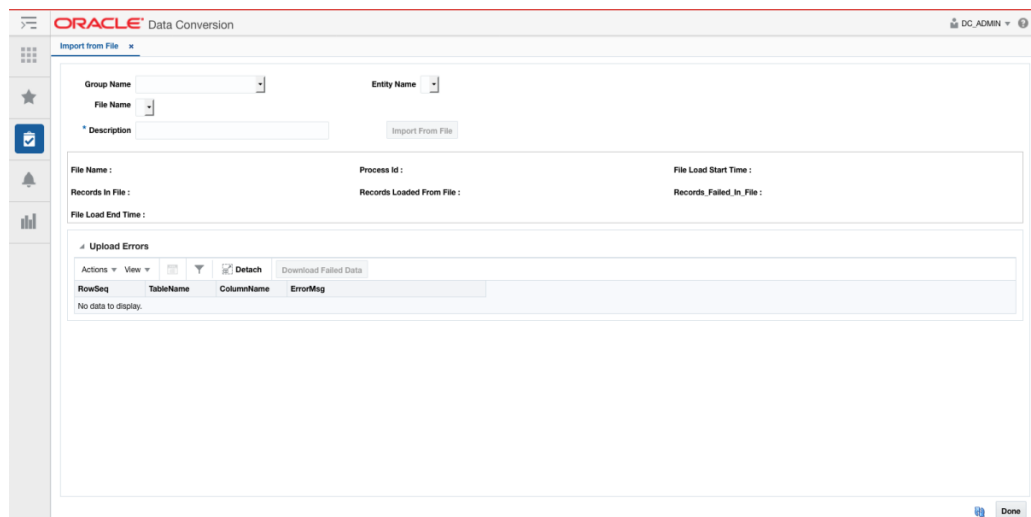 ORACLE Data Conversion DC_ADMIN
Import from File x
Group Name Entity Name
File Name
* Description Import From File
File Name : Process Id : File Load Start Time :
Records In File : Records Loaded From File : Records_Failed_In_File :
File Load End Time :
Upload Errors
Actions View Detach Download Failed Data
RowSeq TableName ColumnName ErrorMsg
No data to display.
Done